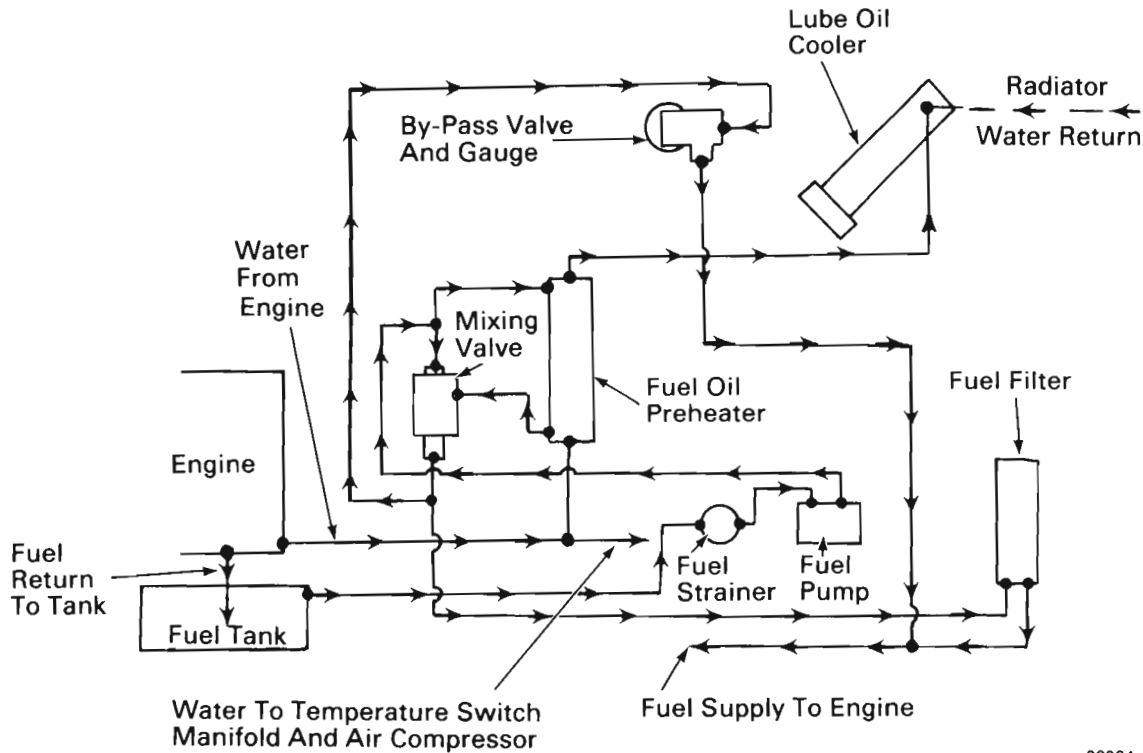 Lube Oil
Cooler
Radiator
Water Return
By-Pass Valve
And Gauge
Water
From
Engine
Mixing
Valve
Fuel Oil
Preheater
Fuel Filter
Engine
Fuel
Return
To Tank
Fuel Tank
Fuel
Strainer
Fuel
Pump
Water To Temperature Switch
Manifold And Air Compressor
Fuel Supply To Engine